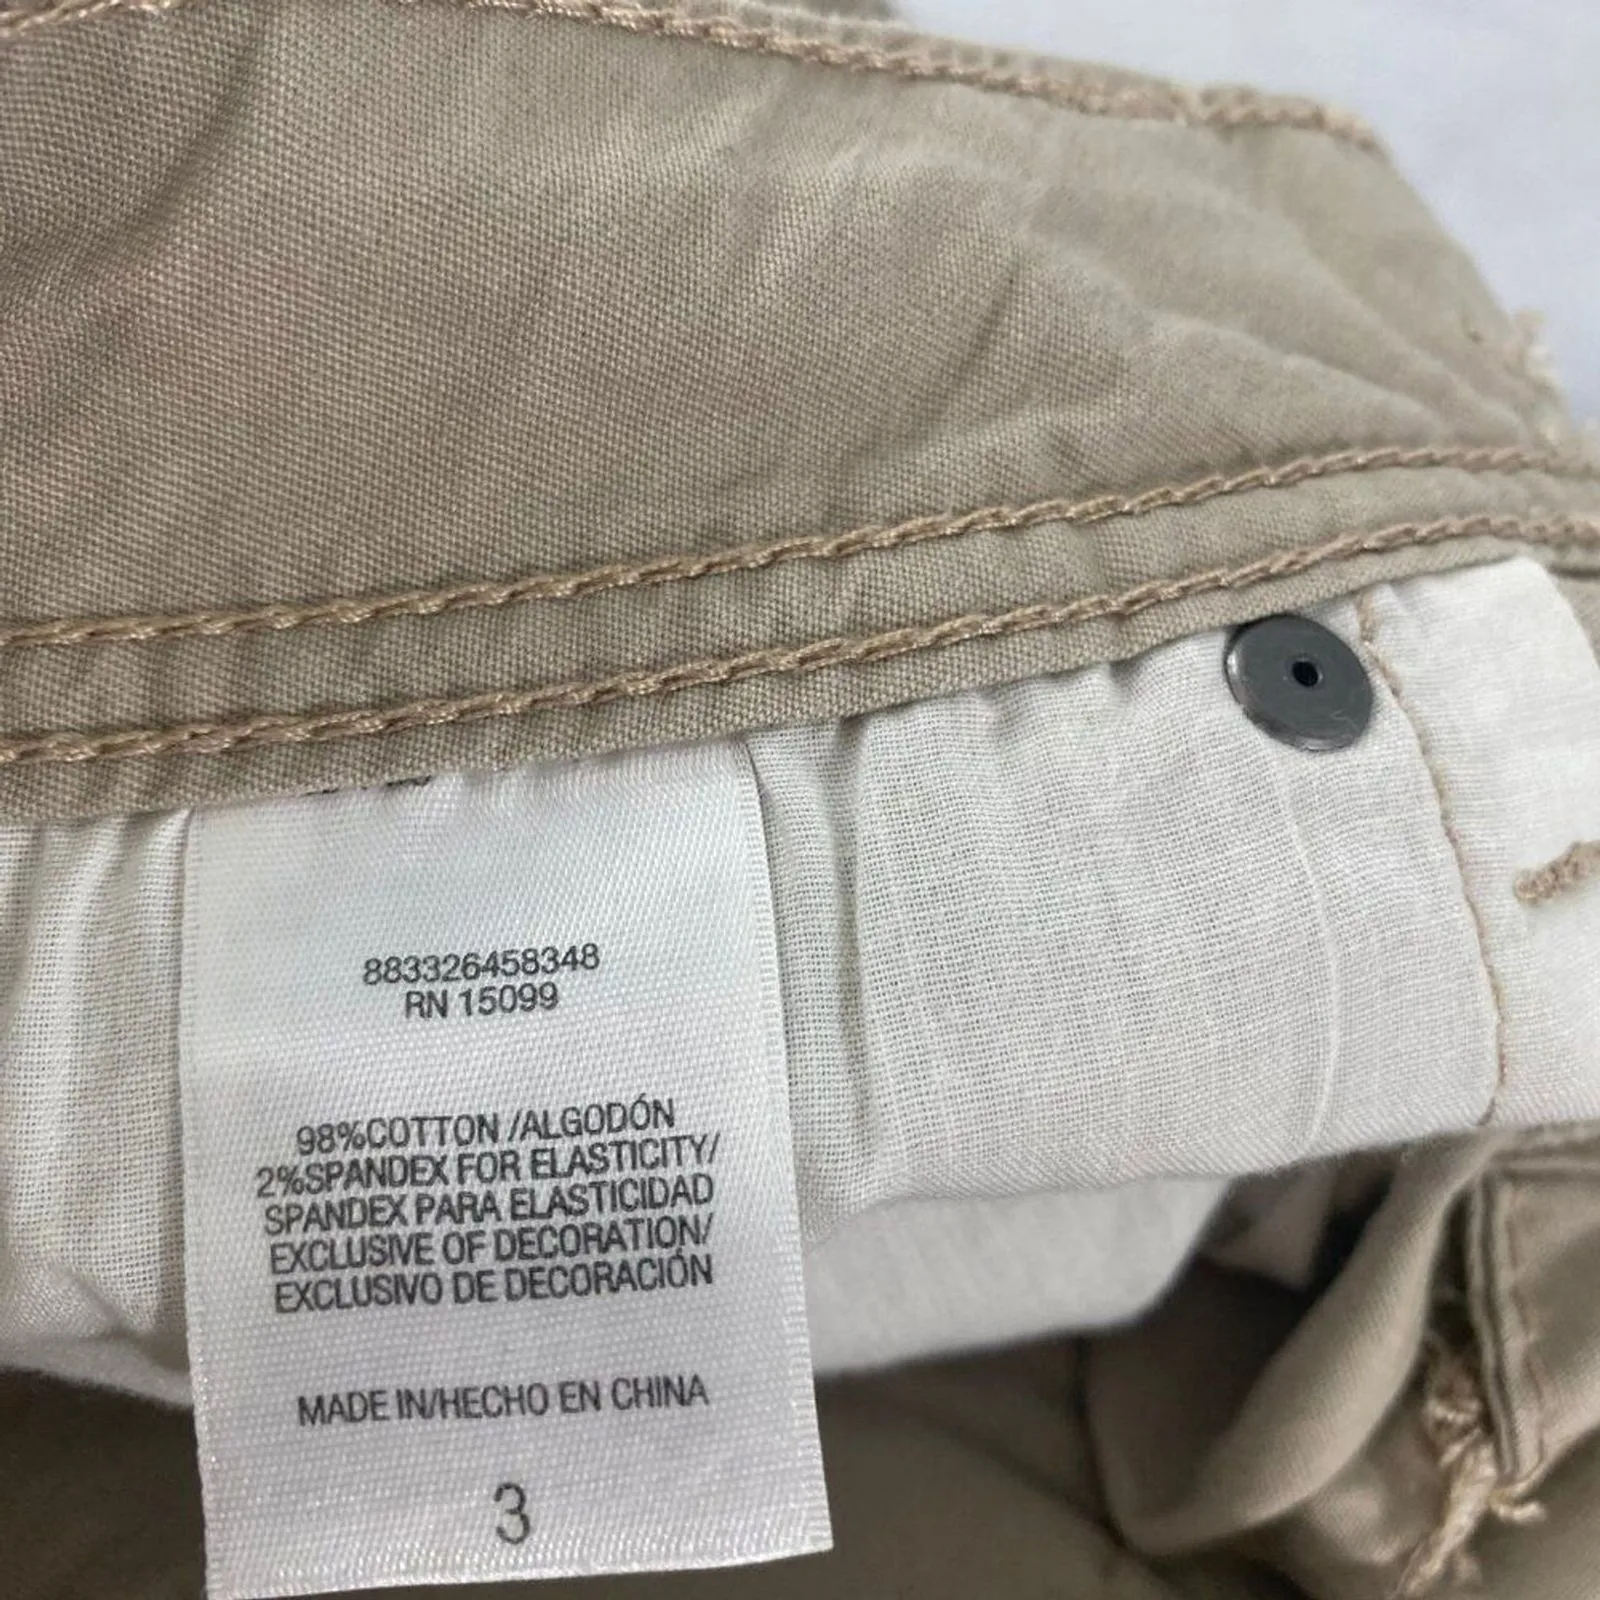 883326458348
RN 15099
98%COTTON /ALGODÓN
2%SPANDEX FOR ELASTICITY/
SPANDEX PARA ELASTICIDAD
EXCLUSIVE OF DECORATION/
EXCLUSIVO DE DECORACIÓN
MADE IN/HECHO EN CHINA
3